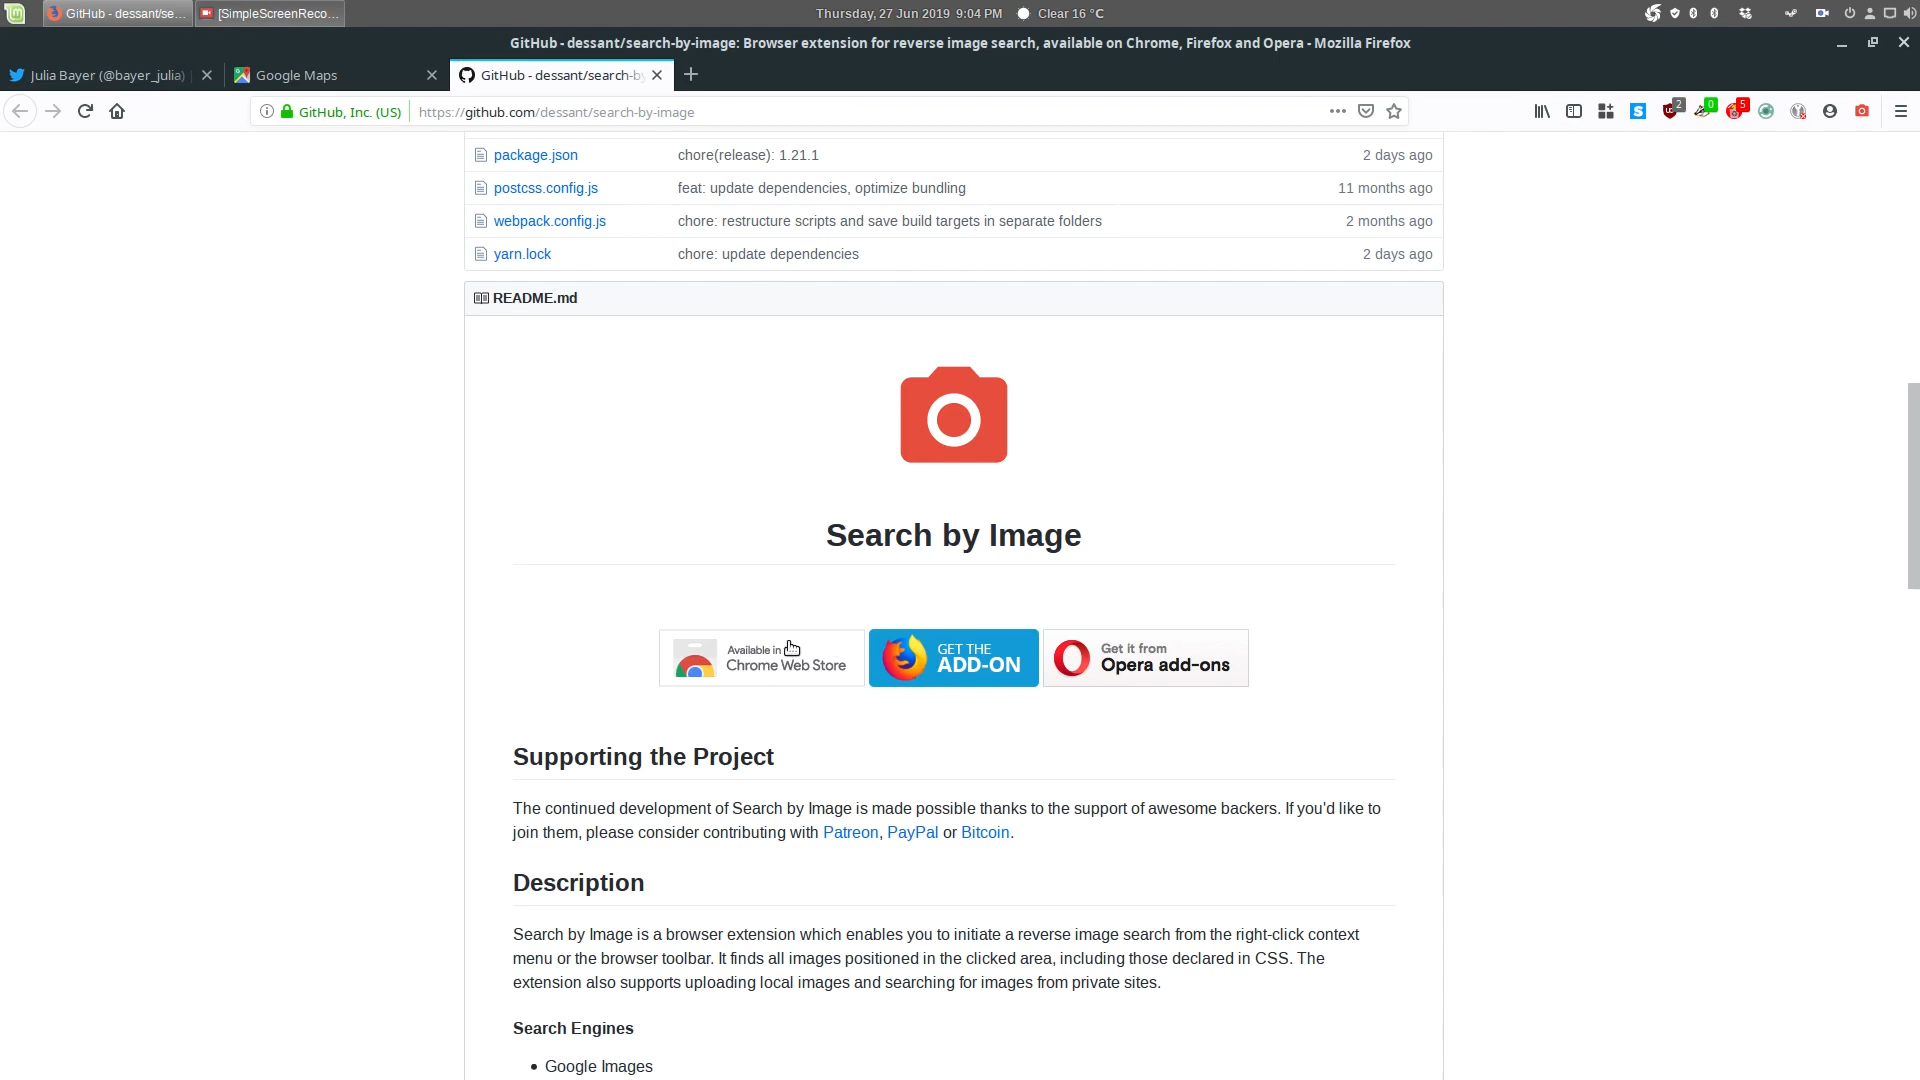 GitHub - dessant/se...
[SimpleScreenReco...
Thursday, 27 Jun 2019 9:04 PM
Clear 16 °C
GitHub - dessant/search-by-image: Browser extension for reverse image search, available on Chrome, Firefox and Opera - Mozilla Firefox
Julia Bayer (@bayer_julia)
Google Maps
GitHub - dessant/search-by
GitHub, Inc. (US)
https://github.com/dessant/search-by-image
2
0
5
package.json chore(release): 1.21.1 2 days ago
postcss.config.js feat: update dependencies, optimize bundling 11 months ago
webpack.config.js chore: restructure scripts and save build targets in separate folders 2 months ago
yarn.lock chore: update dependencies 2 days ago
README.md
Search by Image
Available in
Chrome Web Store
GET THE
ADD-ON
Get it from
Opera add-ons
Supporting the Project
The continued development of Search by Image is made possible thanks to the support of awesome backers. If you'd like to
join them, please consider contributing with Patreon, PayPal or Bitcoin.
Description
Search by Image is a browser extension which enables you to initiate a reverse image search from the right-click context
menu or the browser toolbar. It finds all images positioned in the clicked area, including those declared in CSS. The
extension also supports uploading local images and searching for images from private sites.
Search Engines
• Google Images